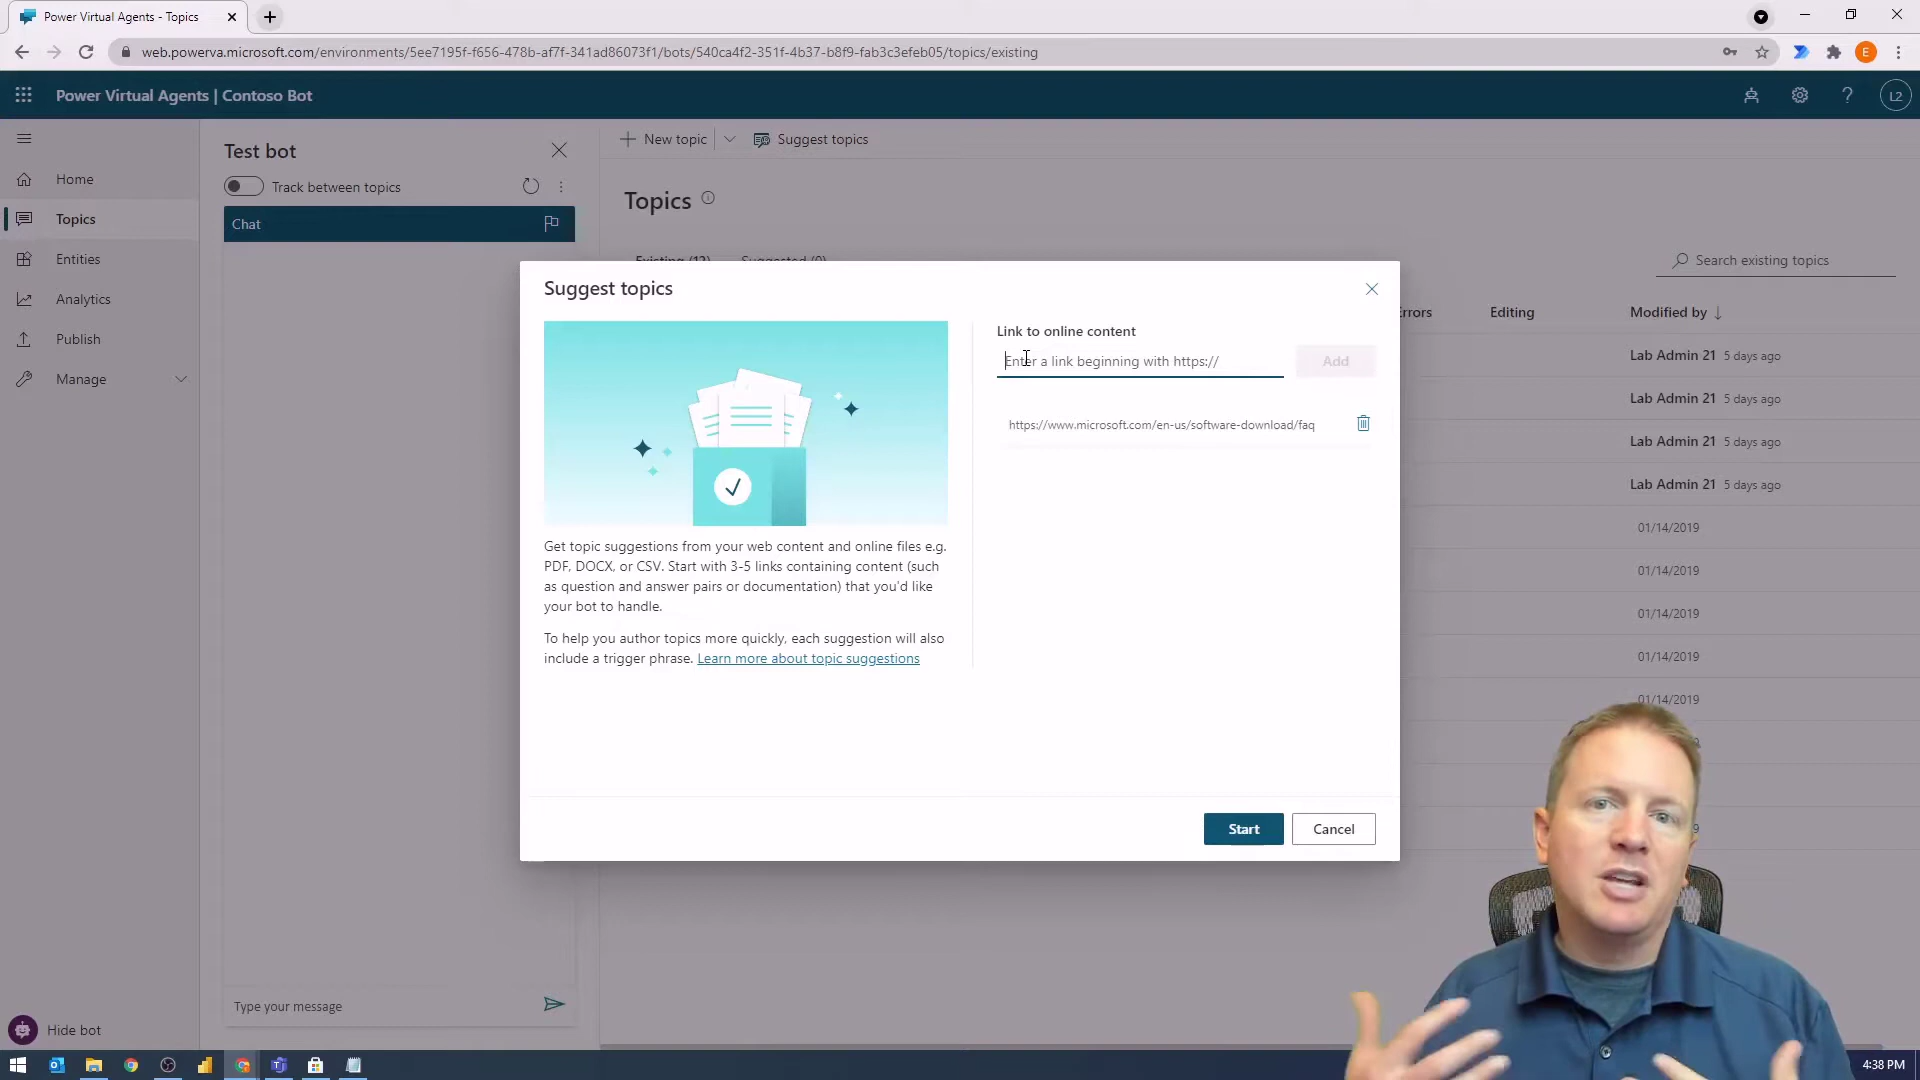 Power Virtual Agents - Topics
web.powerva.microsoft.com/environments/5ee7195f-f656-478b-af7f-341ad86073f1/bots/540ca4f2-351f-4b37-b8f9-fab3c3efeb05/topics/existing
E
Power Virtual Agents | Contoso Bot
L2
Home
Topics
Entities
Analytics
Publish
Manage
Hide bot
Test bot
Track between topics
Chat
Type your message
New topic
Suggest topics
Topics
Existing (12)
Suggested (0)
Search existing topics
Errors
Editing
Modified by
Lab Admin 21 5 days ago
Lab Admin 21 5 days ago
Lab Admin 21 5 days ago
Lab Admin 21 5 days ago
01/14/2019
01/14/2019
01/14/2019
01/14/2019
01/14/2019
Suggest topics
Get topic suggestions from your web content and online files e.g.
PDF, DOCX, or CSV. Start with 3-5 links containing content (such
as question and answer pairs or documentation) that you'd like
your bot to handle.
To help you author topics more quickly, each suggestion will also
include a trigger phrase. Learn more about topic suggestions
Link to online content
Enter a link beginning with https://
Add
https://www.microsoft.com/en-us/software-download/faq
Start
Cancel
4:38 PM